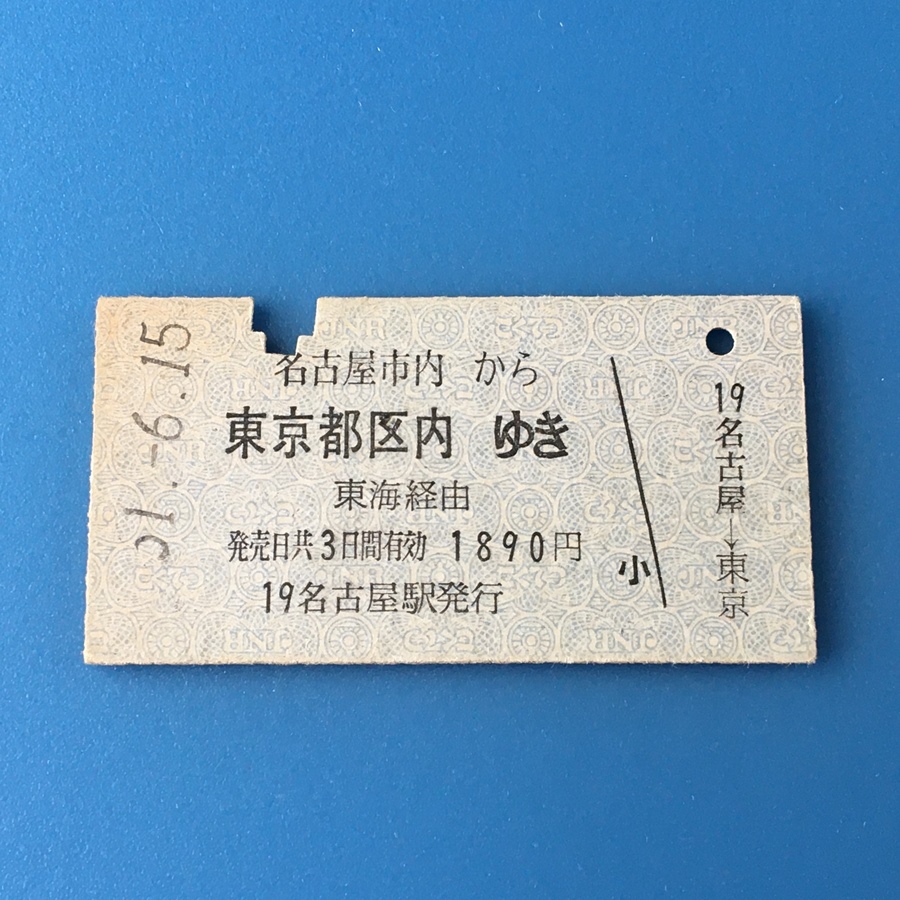 51.-6.15
名古屋市内 から
東京都区内 ゆき
東海経由
発売日共3日間有効 1890円
19名古屋駅発行
小
19名古屋→東京